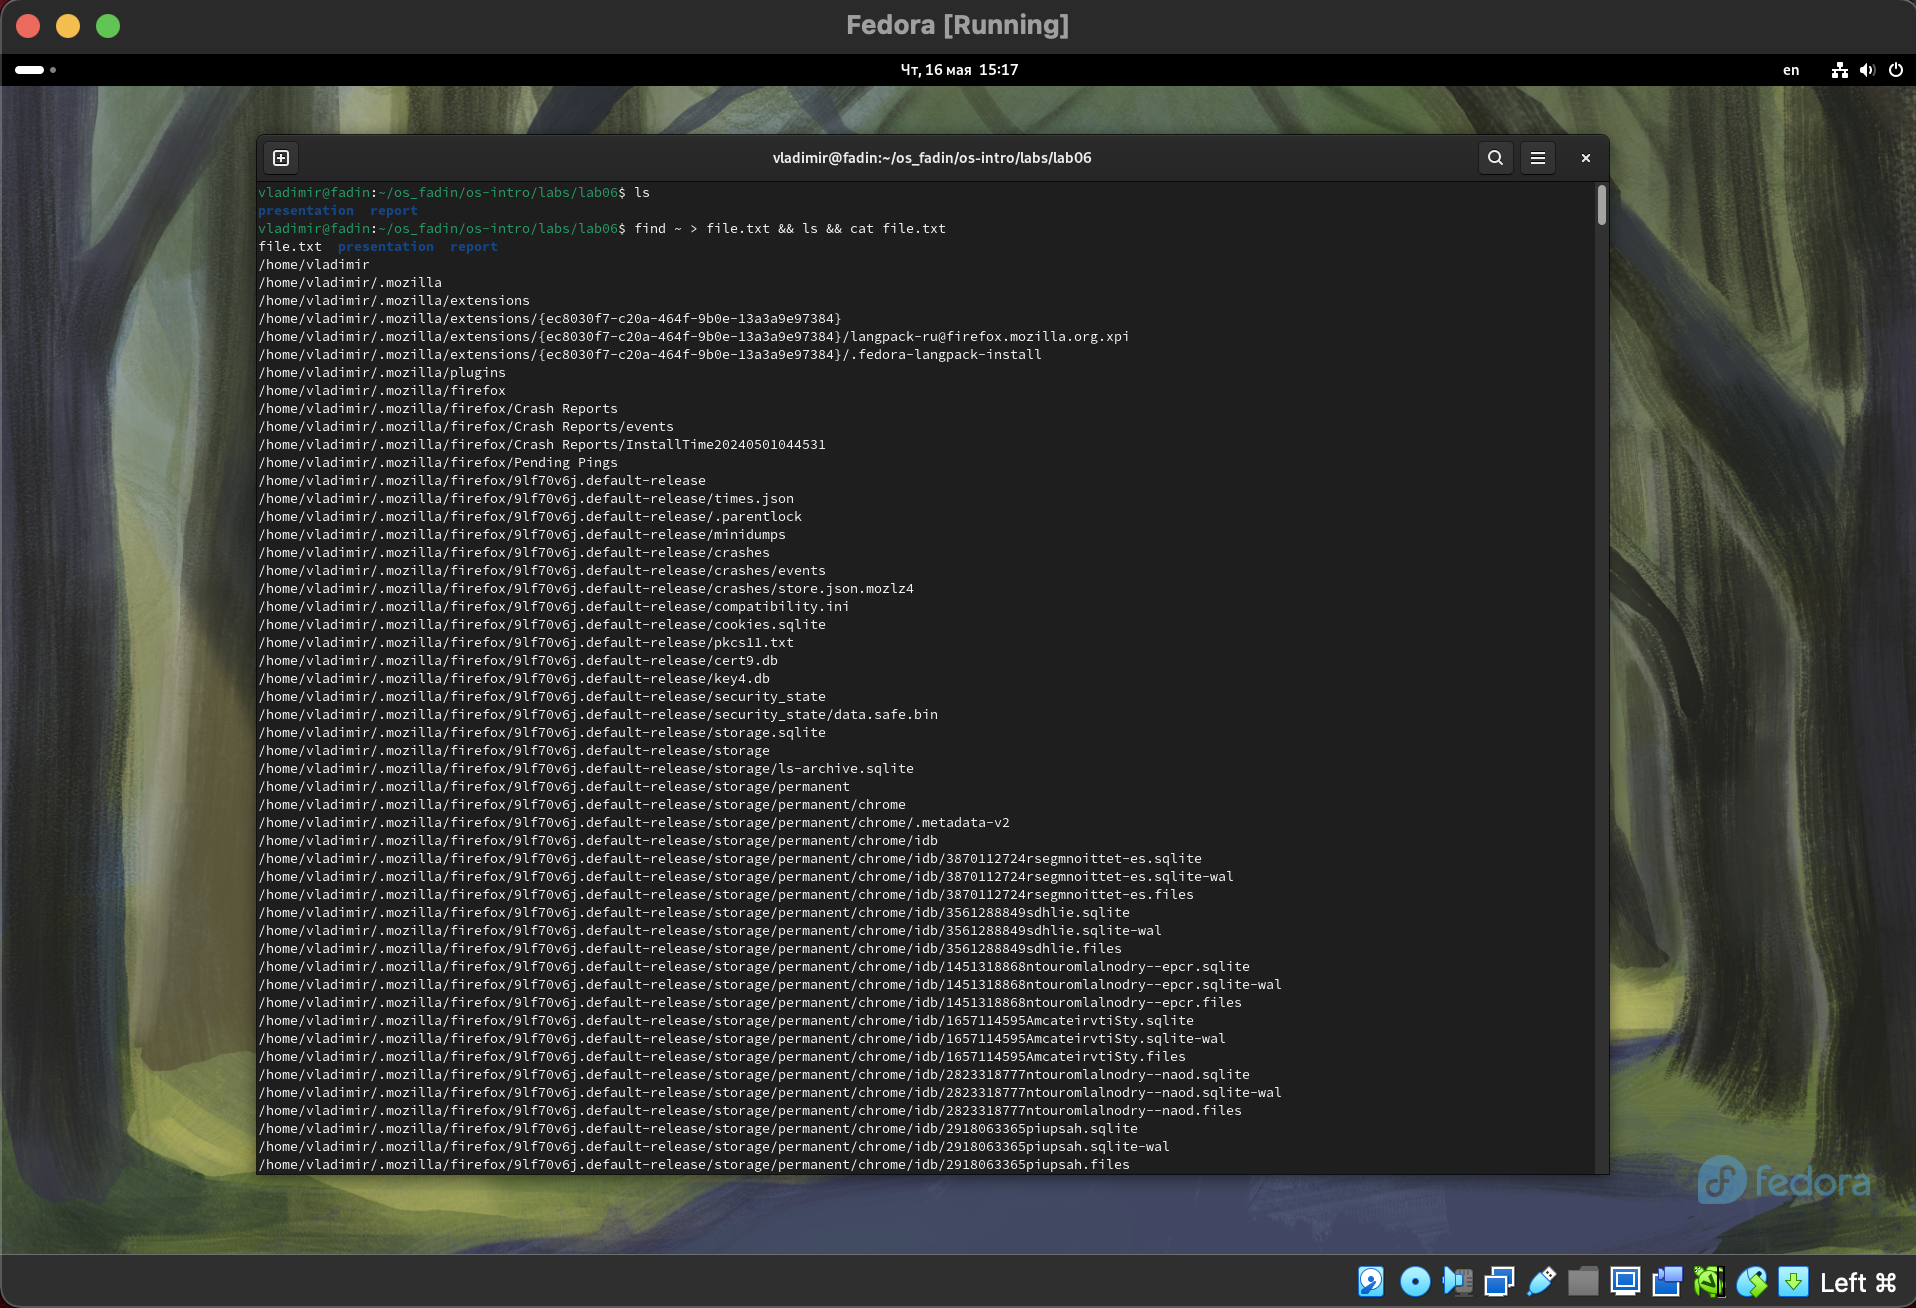 Fedora [Running]
Чт, 16 мая 15:17
en
vladimir@fadin:~/os_fadin/os-intro/labs/lab06
vladimir@fadin:~/os_fadin/os-intro/labs/lab06$ ls
presentation report
vladimir@fadin:~/os_fadin/os-intro/labs/lab06$ find ~ > file.txt && ls && cat file.txt
file.txt presentation report
/home/vladimir
/home/vladimir/.mozilla
/home/vladimir/.mozilla/extensions
/home/vladimir/.mozilla/extensions/{ec8030f7-c20a-464f-9b0e-13a3a9e97384}
/home/vladimir/.mozilla/extensions/{ec8030f7-c20a-464f-9b0e-13a3a9e97384}/langpack-ru@firefox.mozilla.org.xpi
/home/vladimir/.mozilla/extensions/{ec8030f7-c20a-464f-9b0e-13a3a9e97384}/.fedora-langpack-install
/home/vladimir/.mozilla/plugins
/home/vladimir/.mozilla/firefox
/home/vladimir/.mozilla/firefox/Crash Reports
/home/vladimir/.mozilla/firefox/Crash Reports/events
/home/vladimir/.mozilla/firefox/Crash Reports/InstallTime20240501044531
/home/vladimir/.mozilla/firefox/Pending Pings
/home/vladimir/.mozilla/firefox/9lf70v6j.default-release
/home/vladimir/.mozilla/firefox/9lf70v6j.default-release/times.json
/home/vladimir/.mozilla/firefox/9lf70v6j.default-release/.parentlock
/home/vladimir/.mozilla/firefox/9lf70v6j.default-release/minidumps
/home/vladimir/.mozilla/firefox/9lf70v6j.default-release/crashes
/home/vladimir/.mozilla/firefox/9lf70v6j.default-release/crashes/events
/home/vladimir/.mozilla/firefox/9lf70v6j.default-release/crashes/store.json.mozlz4
/home/vladimir/.mozilla/firefox/9lf70v6j.default-release/compatibility.ini
/home/vladimir/.mozilla/firefox/9lf70v6j.default-release/cookies.sqlite
/home/vladimir/.mozilla/firefox/9lf70v6j.default-release/pkcs11.txt
/home/vladimir/.mozilla/firefox/9lf70v6j.default-release/cert9.db
/home/vladimir/.mozilla/firefox/9lf70v6j.default-release/key4.db
/home/vladimir/.mozilla/firefox/9lf70v6j.default-release/security_state
/home/vladimir/.mozilla/firefox/9lf70v6j.default-release/security_state/data.safe.bin
/home/vladimir/.mozilla/firefox/9lf70v6j.default-release/storage.sqlite
/home/vladimir/.mozilla/firefox/9lf70v6j.default-release/storage
/home/vladimir/.mozilla/firefox/9lf70v6j.default-release/storage/ls-archive.sqlite
/home/vladimir/.mozilla/firefox/9lf70v6j.default-release/storage/permanent
/home/vladimir/.mozilla/firefox/9lf70v6j.default-release/storage/permanent/chrome
/home/vladimir/.mozilla/firefox/9lf70v6j.default-release/storage/permanent/chrome/.metadata-v2
/home/vladimir/.mozilla/firefox/9lf70v6j.default-release/storage/permanent/chrome/idb
/home/vladimir/.mozilla/firefox/9lf70v6j.default-release/storage/permanent/chrome/idb/3870112724rsegmnoittet-es.sqlite
/home/vladimir/.mozilla/firefox/9lf70v6j.default-release/storage/permanent/chrome/idb/3870112724rsegmnoittet-es.sqlite-wal
/home/vladimir/.mozilla/firefox/9lf70v6j.default-release/storage/permanent/chrome/idb/3870112724rsegmnoittet-es.files
/home/vladimir/.mozilla/firefox/9lf70v6j.default-release/storage/permanent/chrome/idb/3561288849sdhlie.sqlite
/home/vladimir/.mozilla/firefox/9lf70v6j.default-release/storage/permanent/chrome/idb/3561288849sdhlie.sqlite-wal
/home/vladimir/.mozilla/firefox/9lf70v6j.default-release/storage/permanent/chrome/idb/3561288849sdhlie.files
/home/vladimir/.mozilla/firefox/9lf70v6j.default-release/storage/permanent/chrome/idb/1451318868ntouromlalnodry--epcr.sqlite
/home/vladimir/.mozilla/firefox/9lf70v6j.default-release/storage/permanent/chrome/idb/1451318868ntouromlalnodry--epcr.sqlite-wal
/home/vladimir/.mozilla/firefox/9lf70v6j.default-release/storage/permanent/chrome/idb/1451318868ntouromlalnodry--epcr.files
/home/vladimir/.mozilla/firefox/9lf70v6j.default-release/storage/permanent/chrome/idb/1657114595AmcateirvtiSty.sqlite
/home/vladimir/.mozilla/firefox/9lf70v6j.default-release/storage/permanent/chrome/idb/1657114595AmcateirvtiSty.sqlite-wal
/home/vladimir/.mozilla/firefox/9lf70v6j.default-release/storage/permanent/chrome/idb/1657114595AmcateirvtiSty.files
/home/vladimir/.mozilla/firefox/9lf70v6j.default-release/storage/permanent/chrome/idb/2823318777ntouromlalnodry--naod.sqlite
/home/vladimir/.mozilla/firefox/9lf70v6j.default-release/storage/permanent/chrome/idb/2823318777ntouromlalnodry--naod.sqlite-wal
/home/vladimir/.mozilla/firefox/9lf70v6j.default-release/storage/permanent/chrome/idb/2823318777ntouromlalnodry--naod.files
/home/vladimir/.mozilla/firefox/9lf70v6j.default-release/storage/permanent/chrome/idb/2918063365piupsah.sqlite
/home/vladimir/.mozilla/firefox/9lf70v6j.default-release/storage/permanent/chrome/idb/2918063365piupsah.sqlite-wal
/home/vladimir/.mozilla/firefox/9lf70v6j.default-release/storage/permanent/chrome/idb/2918063365piupsah.files
fedora
Left ⌘